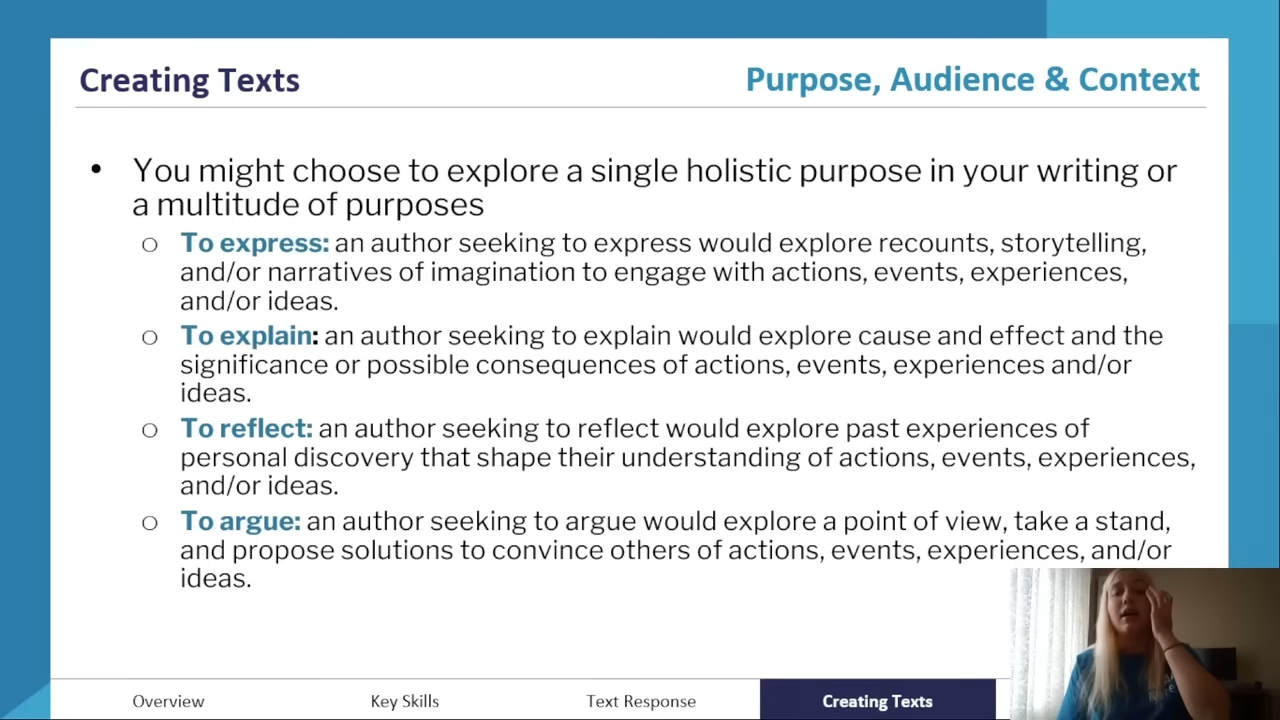 Creating Texts
Purpose, Audience & Context
• You might choose to explore a single holistic purpose in your writing or
a multitude of purposes
○ To express: an author seeking to express would explore recounts, storytelling,
and/or narratives of imagination to engage with actions, events, experiences,
and/or ideas.
○ To explain: an author seeking to explain would explore cause and effect and the
significance or possible consequences of actions, events, experiences and/or
ideas.
○ To reflect: an author seeking to reflect would explore past experiences of
personal discovery that shape their understanding of actions, events, experiences,
and/or ideas.
○ To argue: an author seeking to argue would explore a point of view, take a stand,
and propose solutions to convince others of actions, events, experiences, and/or
ideas.
Overview
Key Skills
Text Response
Creating Texts